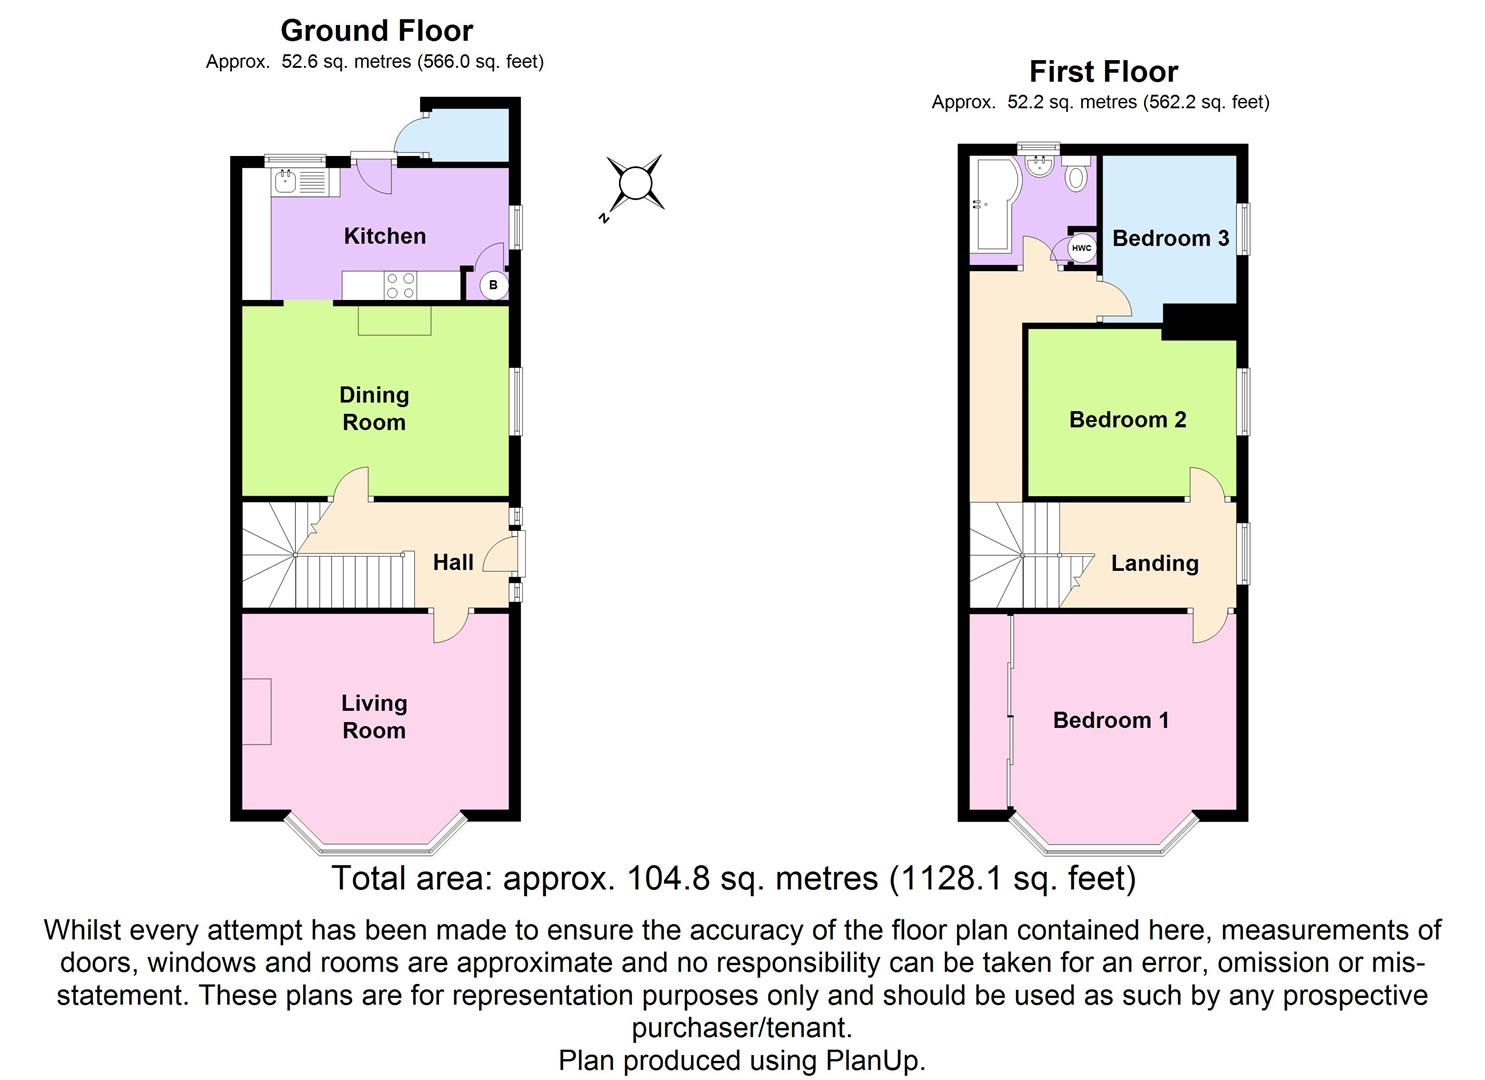 Ground Floor
Approx. 52.6 sq. metres (566.0 sq. feet)
Kitchen
B
Dining
Room
Hall
Living
Room
N
First Floor
Approx. 52.2 sq. metres (562.2 sq. feet)
HWC
Bedroom 3
Bedroom 2
Landing
Bedroom 1
Total area: approx. 104.8 sq. metres (1128.1 sq. feet)
Whilst every attempt has been made to ensure the accuracy of the floor plan contained here, measurements of
doors, windows and rooms are approximate and no responsibility can be taken for an error, omission or mis-
statement. These plans are for representation purposes only and should be used as such by any prospective
purchaser/tenant.
Plan produced using PlanUp.